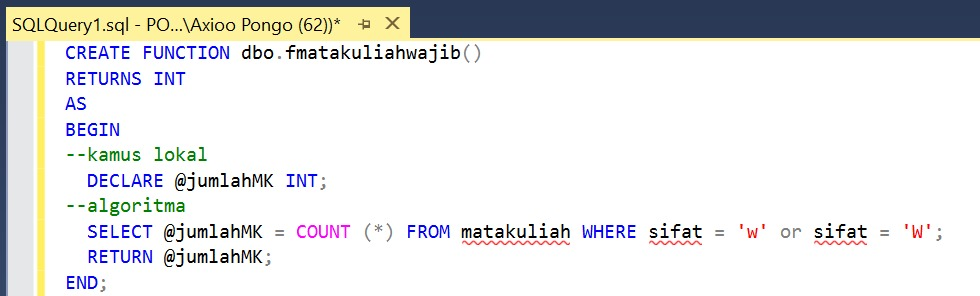 SQLQuery1.sql - PO...\Axioo Pongo (62))*
CREATE FUNCTION dbo.fmatakuliahwajib()
RETURNS INT
AS
BEGIN
--kamus lokal
DECLARE @jumlahMK INT;
--algoritma
SELECT @jumlahMK = COUNT (*) FROM matakuliah WHERE sifat = 'w' or sifat = 'W';
RETURN @jumlahMK;
END;